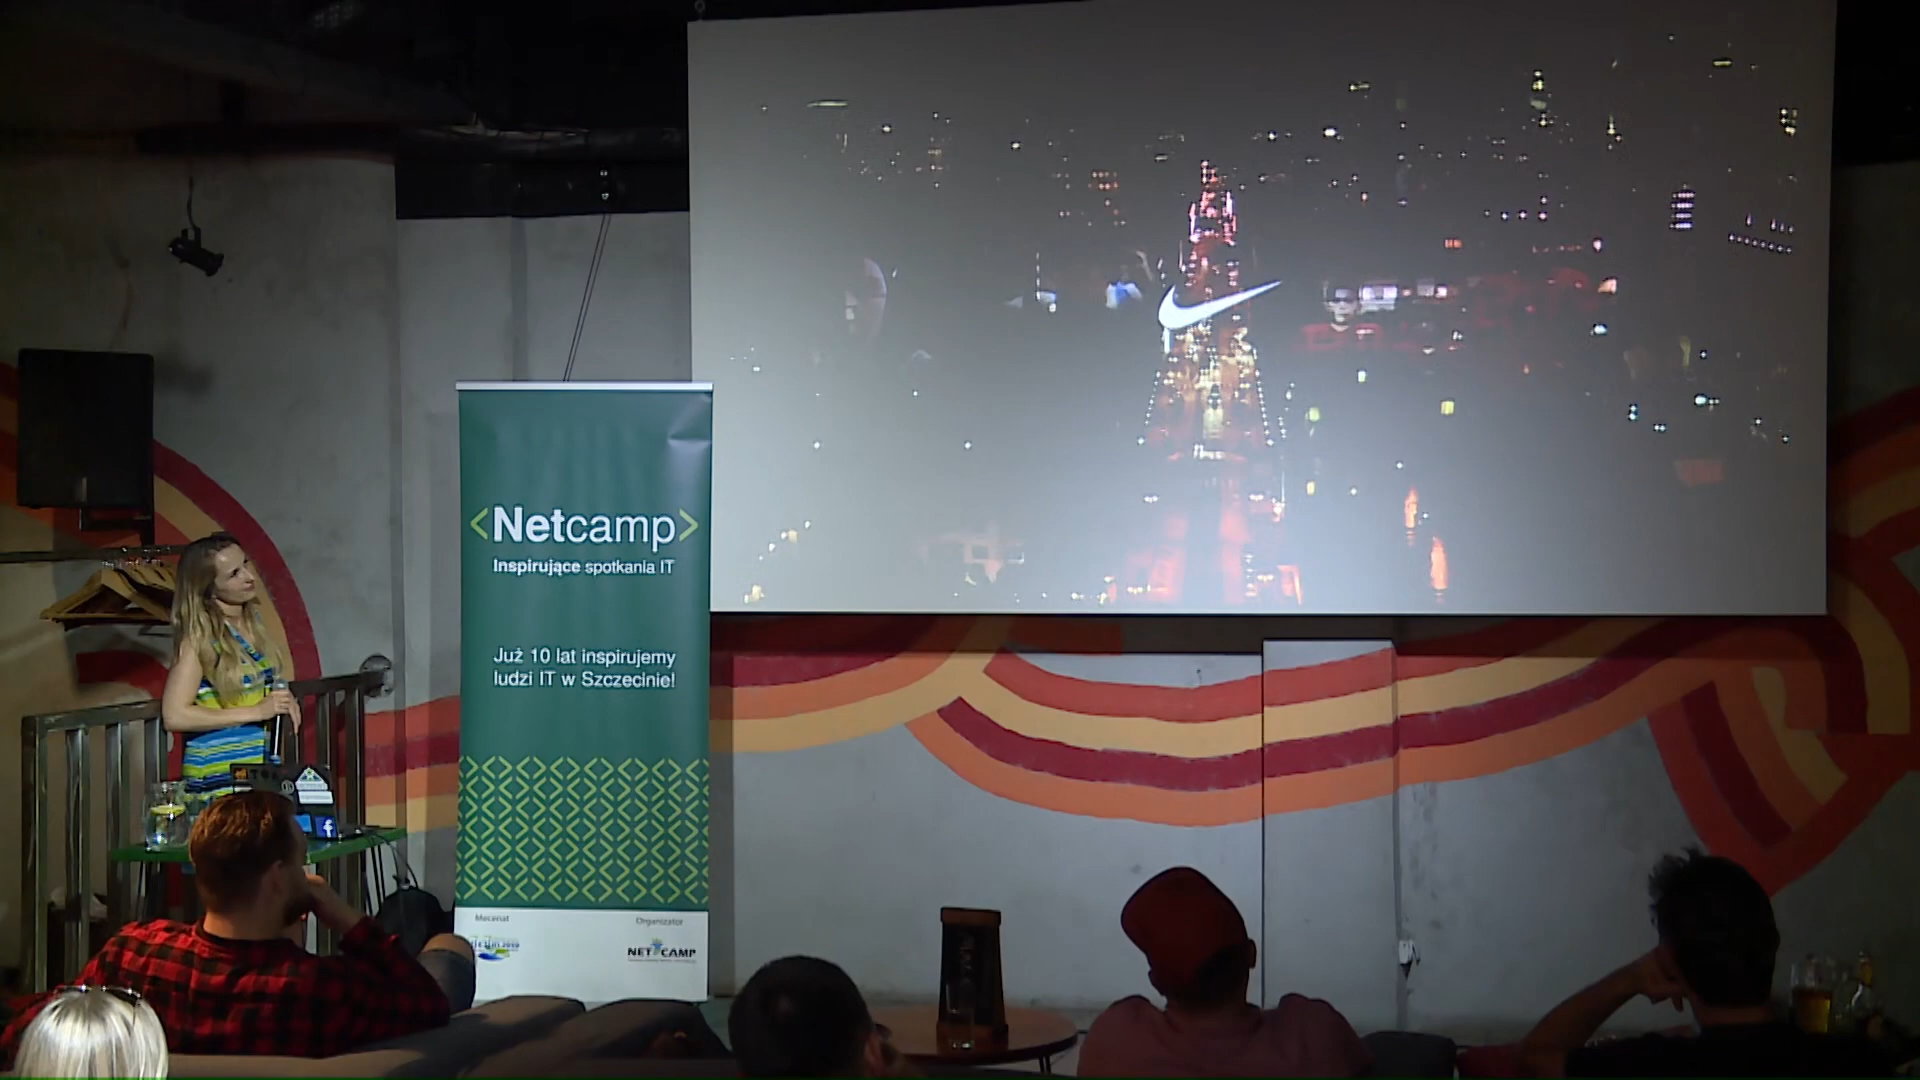 <Netcamp>
Inspirujące spotkania IT
Już 10 lat inspirujemy
ludzi IT w Szczecinie!
Mecenat
Organizator
NETCAMP